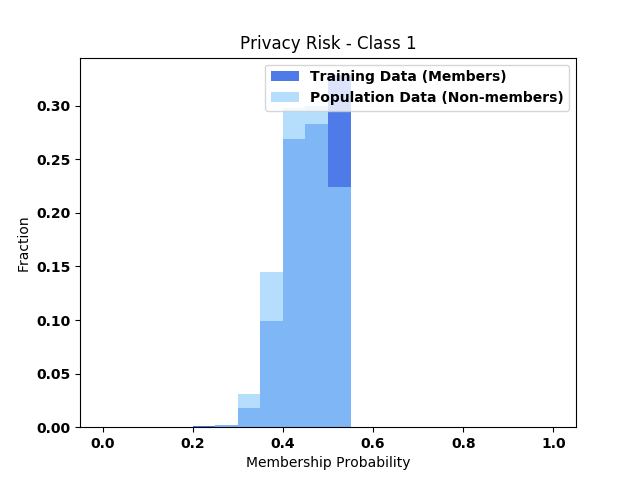 Privacy Risk - Class 1
Training Data (Members)
Population Data (Non-members)
0.30
0.25
0.20
0.15
0.10
0.05
0.00
Fraction
0.0 0.2 0.4 0.6 0.8 1.0
Membership Probability